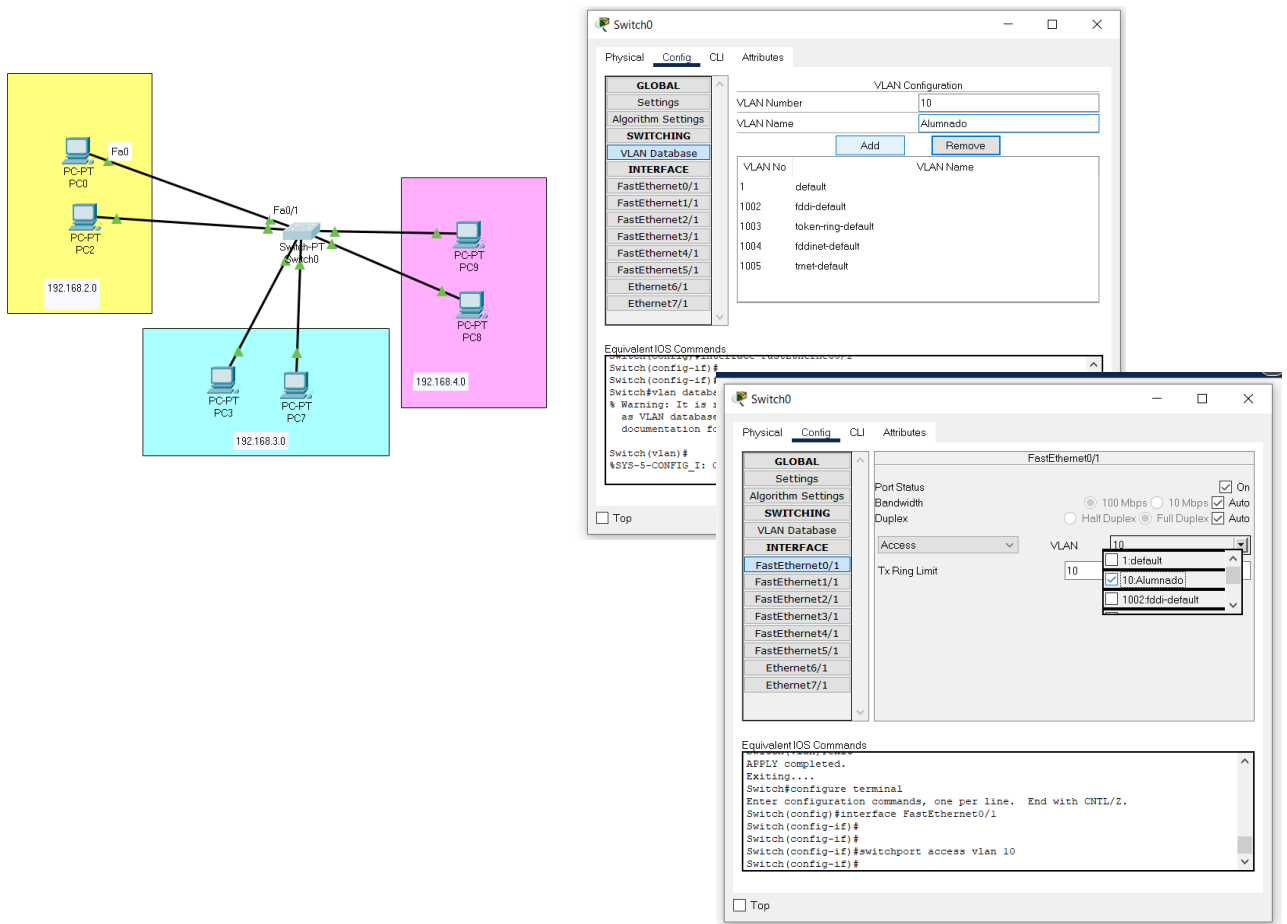 Fa0
PC-PT
PC0
PC-PT
PC2
192.168.2.0
Fa0/1
Switch-PT
Switch0
PC-PT
PC9
PC-PT
PC8
192.168.4.0
PC-PT
PC3
PC-PT
PC7
192.168.3.0
Switch0
Physical Config CLI Attributes
GLOBAL
Settings
Algorithm Settings
SWITCHING
VLAN Database
INTERFACE
FastEthernet0/1
FastEthernet1/1
FastEthernet2/1
FastEthernet3/1
FastEthernet4/1
FastEthernet5/1
Ethernet6/1
Ethernet7/1
VLAN Configuration
VLAN Number 10
VLAN Name Alumnado
Add Remove
VLAN No VLAN Name
1 default
1002 fddi-default
1003 token-ring-default
1004 fddinet-default
1005 trnet-default
Equivalent IOS Commands
Switch(config)#interface FastEthernet0/1
Switch(config-if)#
Switch(config-if)#
Switch#vlan databa
% Warning: It is
as VLAN database
documentation fo
Switch(vlan)#
%SYS-5-CONFIG_I:
Top
Switch0
Physical Config CLI Attributes
GLOBAL
Settings
Algorithm Settings
SWITCHING
VLAN Database
INTERFACE
FastEthernet0/1
FastEthernet1/1
FastEthernet2/1
FastEthernet3/1
FastEthernet4/1
FastEthernet5/1
Ethernet6/1
Ethernet7/1
FastEthernet0/1
Port Status On
Bandwidth 100 Mbps 10 Mbps Auto
Duplex Half Duplex Full Duplex Auto
Access VLAN 10
1:default
Tx Ring Limit 10
10:Alumnado
1002:fddi-default
Equivalent IOS Commands
APPLY completed.
Exiting....
Switch#configure terminal
Enter configuration commands, one per line. End with CNTL/Z.
Switch(config)#interface FastEthernet0/1
Switch(config-if)#
Switch(config-if)#
Switch(config-if)#switchport access vlan 10
Switch(config-if)#
Top